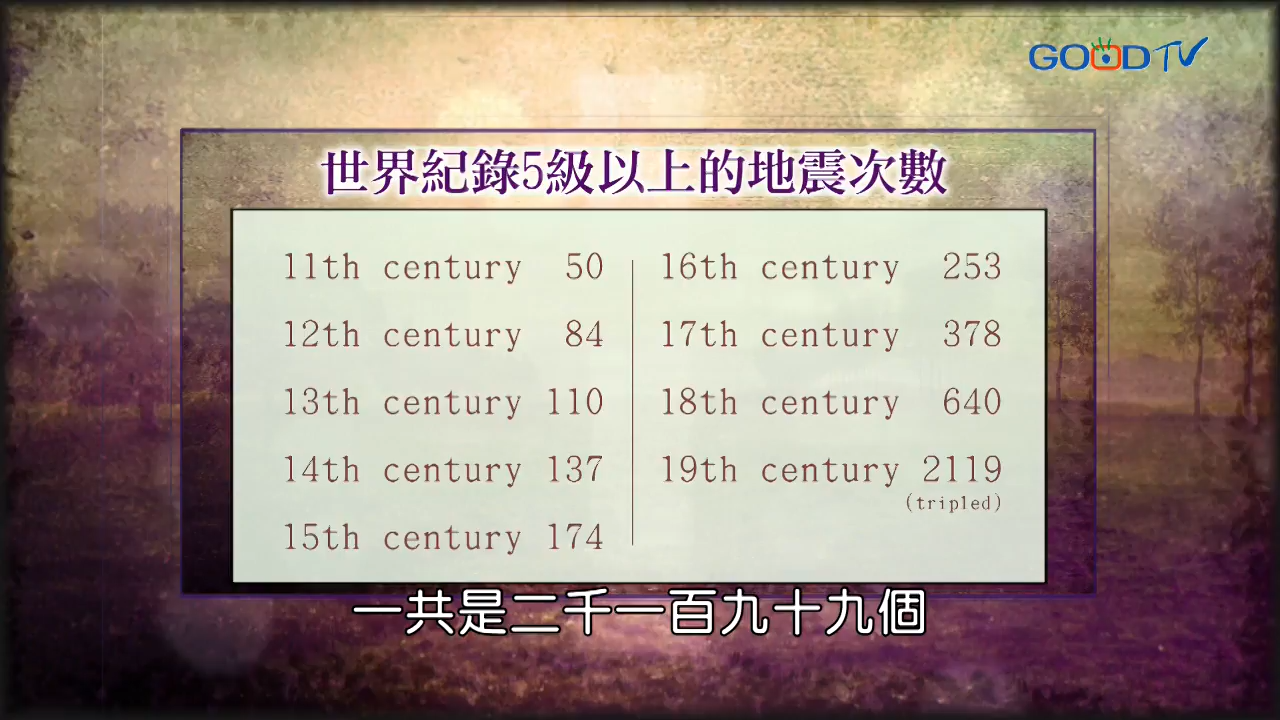 GOOD TV
世界紀錄5級以上的地震次數
11th century 50
12th century 84
13th century 110
14th century 137
15th century 174
16th century 253
17th century 378
18th century 640
19th century 2119
(tripled)
一共是二千一百九十九個